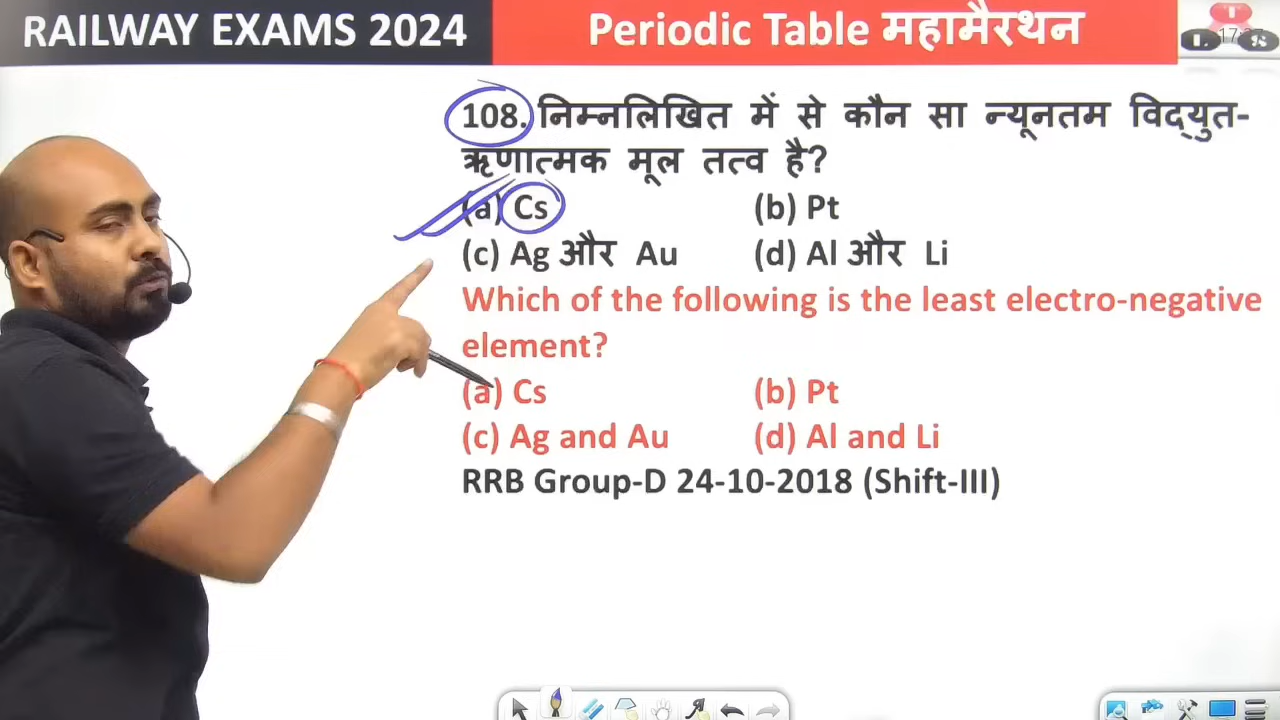 RAILWAY EXAMS 2024
Periodic Table महामैरथन
108. निम्नलिखित में से कौन सा न्यूनतम विद्युत-
ऋणात्मक मूल तत्व है?
(a) Cs (b) Pt
(c) Ag और Au (d) Al और Li
Which of the following is the least electro-negative
element?
(a) Cs (b) Pt
(c) Ag and Au (d) Al and Li
RRB Group-D 24-10-2018 (Shift-III)